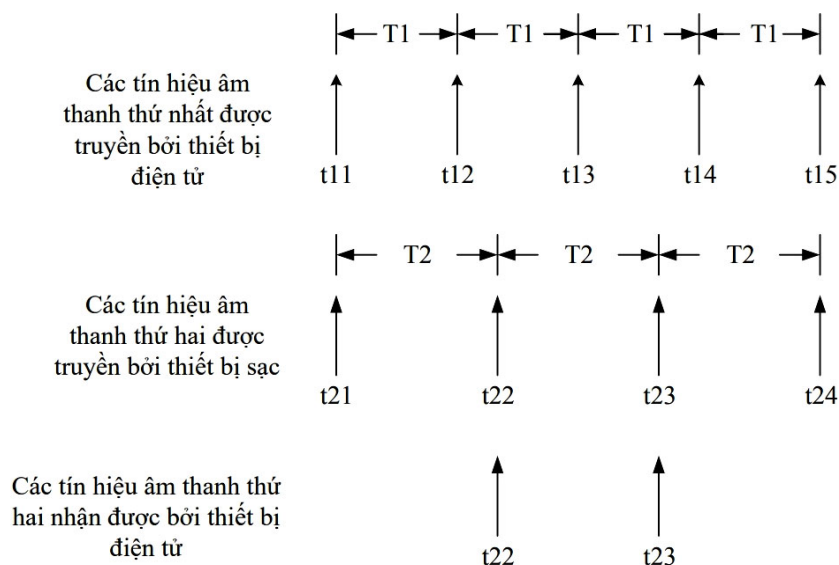 T1 T1 T1 T1
Các tín hiệu âm
thanh thứ nhất được
truyền bởi thiết bị
điện tử
t11 t12 t13 t14 t15
T2 T2 T2
Các tín hiệu âm
thanh thứ hai được
truyền bởi thiết bị sạc
t21 t22 t23 t24
Các tín hiệu âm thanh thứ
hai nhận được bởi thiết bị
điện tử
t22 t23